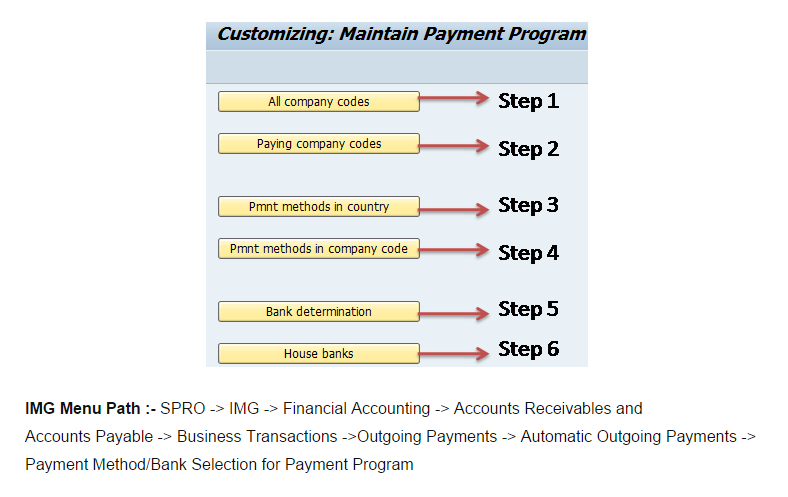 Customizing: Maintain Payment Program
All company codes Step 1
Paying company codes Step 2
Pmnt methods in country Step 3
Pmnt methods in company code Step 4
Bank determination Step 5
House banks Step 6
IMG Menu Path :- SPRO -> IMG -> Financial Accounting -> Accounts Receivables and
Accounts Payable -> Business Transactions ->Outgoing Payments -> Automatic Outgoing Payments ->
Payment Method/Bank Selection for Payment Program